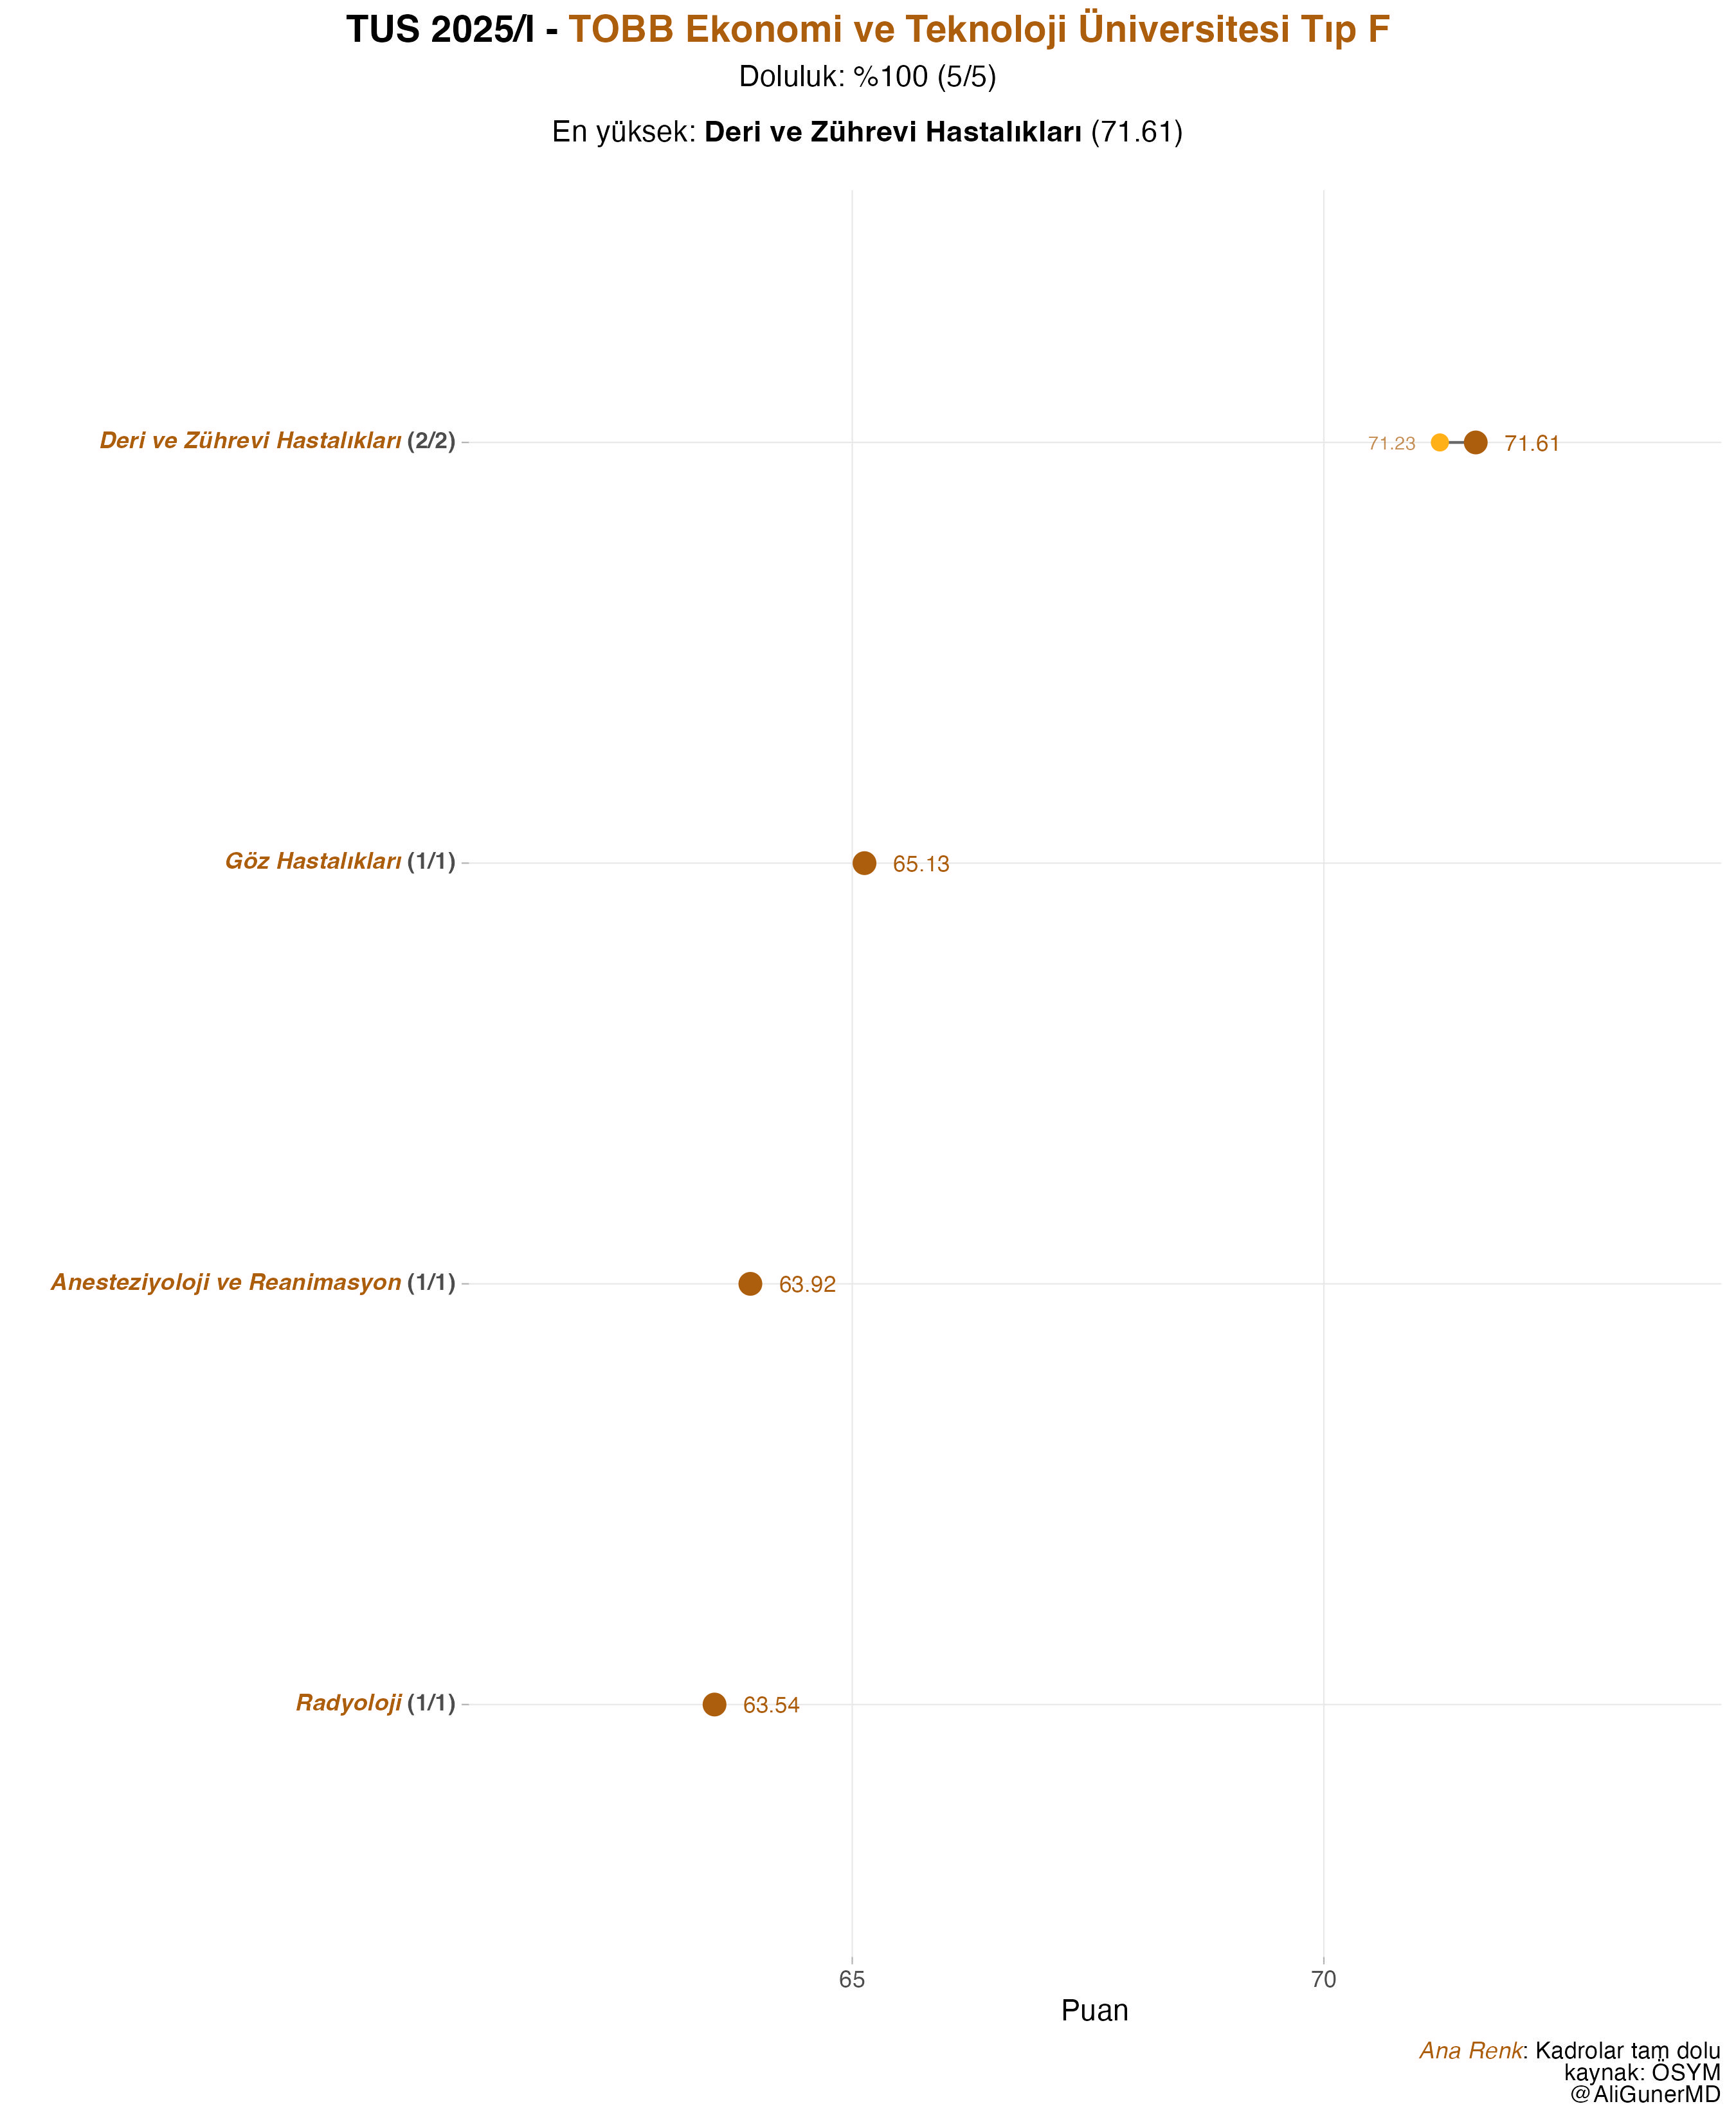 TUS 2025/I - TOBB Ekonomi ve Teknoloji Üniversitesi Tıp F
Doluluk: %100 (5/5)
En yüksek: Deri ve Zührevi Hastalıkları (71.61)
Deri ve Zührevi Hastalıkları (2/2)
71.23
71.61
Göz Hastalıkları (1/1)
65.13
Anesteziyoloji ve Reanimasyon (1/1)
63.92
Radyoloji (1/1)
63.54
65
70
Puan
Ana Renk: Kadrolar tam dolu
kaynak: ÖSYM
@AliGunerMD